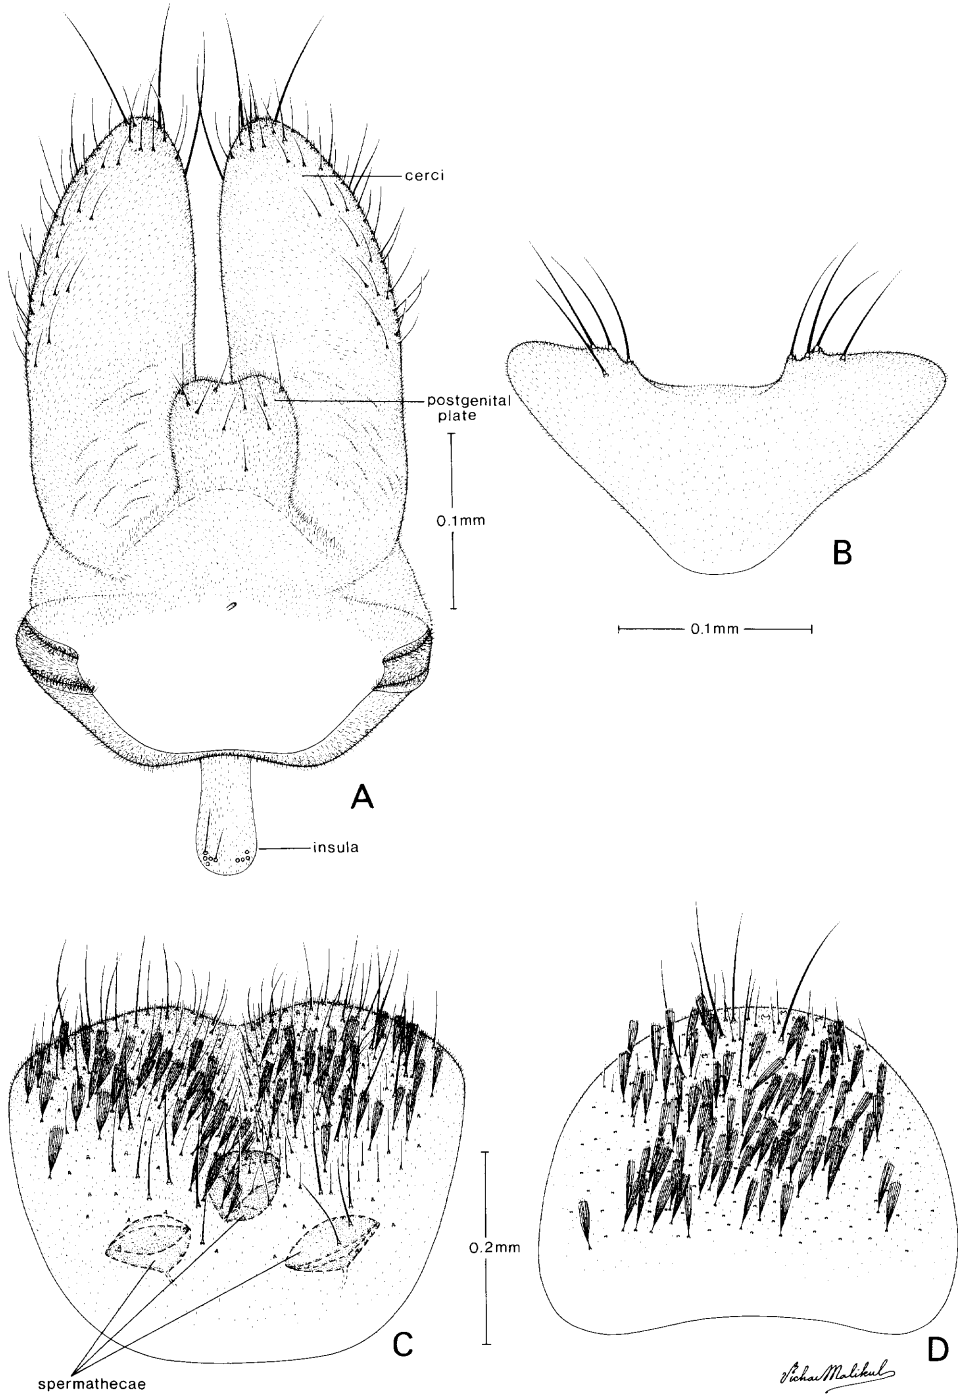 cerci
postgenital
plate
0.1mm
B
0.1mm
A
insula
0.2mm
C
D
spermathecae
Vichai Malikul